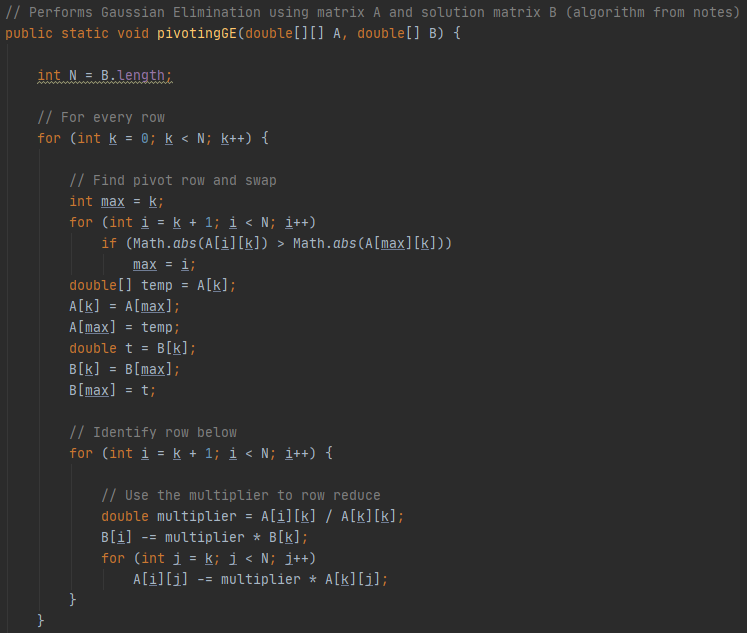 // Performs Gaussian Elimination using matrix A and solution matrix B (algorithm from notes)
public static void pivotingGE(double[][] A, double[] B) {
int N = B.length;
// For every row
for (int k = 0; k < N; k++) {
// Find pivot row and swap
int max = k;
for (int i = k + 1; i < N; i++)
if (Math.abs(A[i][k]) > Math.abs(A[max][k]))
max = i;
double[] temp = A[k];
A[k] = A[max];
A[max] = temp;
double t = B[k];
B[k] = B[max];
B[max] = t;
// Identify row below
for (int i = k + 1; i < N; i++) {
// Use the multiplier to row reduce
double multiplier = A[i][k] / A[k][k];
B[i] -= multiplier * B[k];
for (int j = k; j < N; j++)
A[i][j] -= multiplier * A[k][j];
}
}